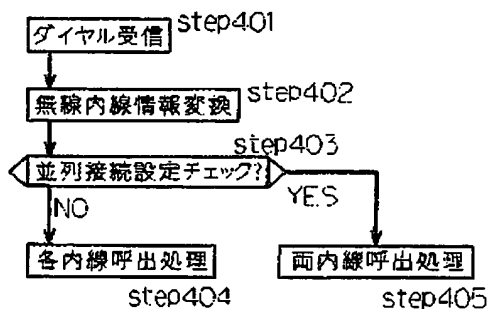 ダイヤル受信 step401
無線内線情報変換 step402
step403
並列接続設定チェック?
NO YES
各内線呼出処理 両内線呼出処理
step404 step405